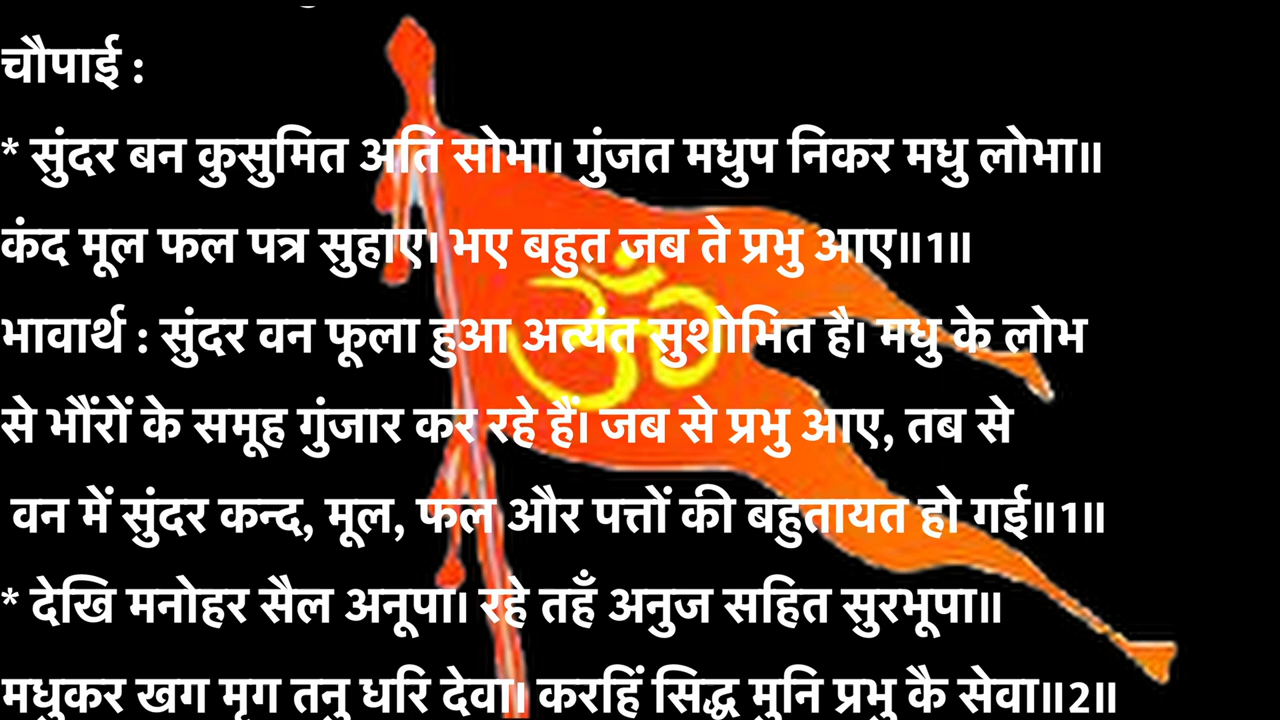 चौपाई :
* सुंदर बन कुसुमित अति सोभा। गुंजत मधुप निकर मधु लोभा॥
कंद मूल फल पत्र सुहाए। भए बहुत जब ते प्रभु आए॥1॥
भावार्थ : सुंदर वन फूला हुआ अत्यंत सुशोभित है। मधु के लोभ
से भौंरों के समूह गुंजार कर रहे हैं। जब से प्रभु आए, तब से
वन में सुंदर कन्द, मूल, फल और पत्तों की बहुतायत हो गई॥1॥
* देखि मनोहर सैल अनूपा। रहे तहँ अनुज सहित सुरभूपा॥
मधुकर खग मृग तनु धरि देवा। करहिं सिद्ध मुनि प्रभु कै सेवा॥2॥